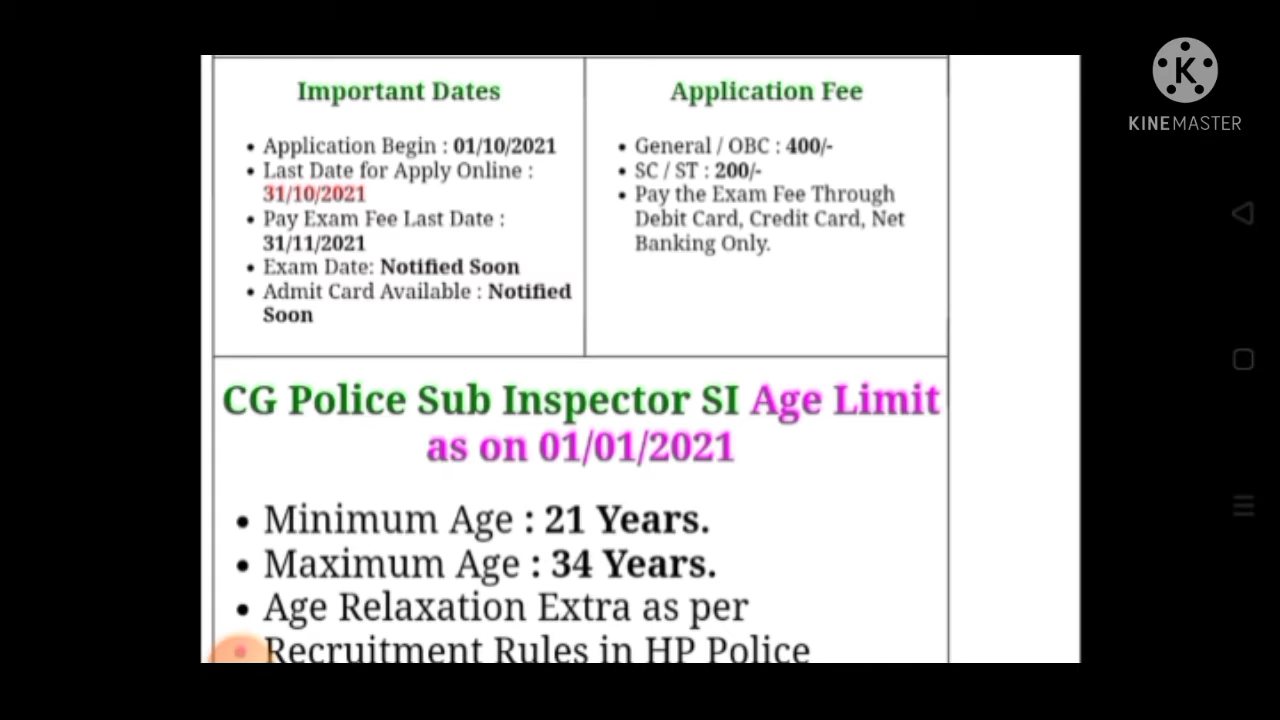 Important Dates
Application Begin : 01/10/2021
Last Date for Apply Online :
31/10/2021
Pay Exam Fee Last Date :
31/11/2021
Exam Date: Notified Soon
Admit Card Available : Notified
Soon
Application Fee
General / OBC : 400/-
SC / ST : 200/-
Pay the Exam Fee Through
Debit Card, Credit Card, Net
Banking Only.
CG Police Sub Inspector SI Age Limit
as on 01/01/2021
Minimum Age : 21 Years.
Maximum Age : 34 Years.
Age Relaxation Extra as per
Recruitment Rules in HP Police
K
KINEMASTER